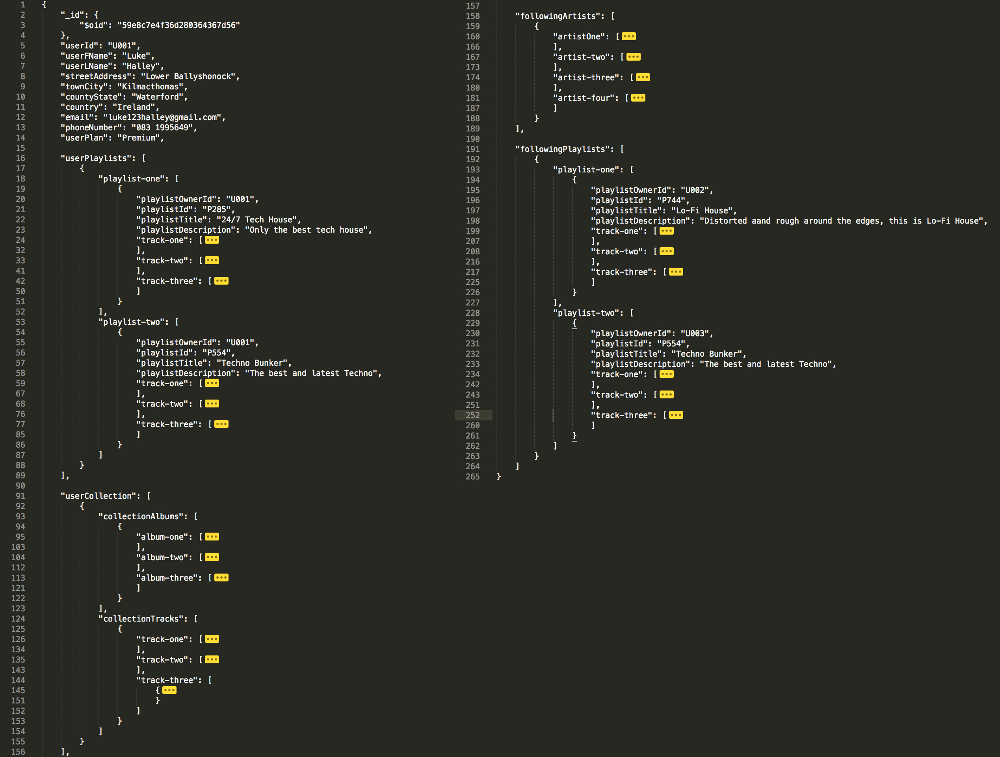 1 {
2 "_id": {
3 "$oid": "59e8c7e4f36d280364367d56"
4 },
5 "userId": "U001",
6 "userFName": "Luke",
7 "userLName": "Halley",
8 "streetAddress": "Lower Ballyshonock",
9 "townCity": "Kilmacthomas",
10 "countyState": "Waterford",
11 "country": "Ireland",
12 "email": "luke123halley@gmail.com",
13 "phoneNumber": "083 1995649",
14 "userPlan": "Premium",
15
16 "userPlaylists": [
17 {
18 "playlist-one": [
19 {
20 "playlistOwnerId": "U001",
21 "playlistId": "P285",
22 "playlistTitle": "24/7 Tech House",
23 "playlistDescription": "Only the best tech house",
24 "track-one": [•••
32 ],
33 "track-two": [•••
41 ],
42 "track-three": [•••
50 ]
51 }
52 ],
53 "playlist-two": [
54 {
55 "playlistOwnerId": "U001",
56 "playlistId": "P554",
57 "playlistTitle": "Techno Bunker",
58 "playlistDescription": "The best and latest Techno",
59 "track-one": [•••
67 ],
68 "track-two": [•••
76 ],
77 "track-three": [•••
85 ]
86 }
87 ]
88 }
89 ],
90
91 "userCollection": [
92 {
93 "collectionAlbums": [
94 {
95 "album-one": [•••
103 ],
104 "album-two": [•••
112 ],
113 "album-three": [•••
121 ]
122 }
123 ],
124 "collectionTracks": [
125 {
126 "track-one": [•••
134 ],
135 "track-two": [•••
143 ],
144 "track-three": [
145 {•••
151 }
152 ]
153 }
154 ]
155 }
156 ],
157
158 "followingArtists": [
159 {
160 "artistOne": [•••
166 ],
167 "artist-two": [•••
173 ],
174 "artist-three": [•••
180 ],
181 "artist-four": [•••
187 ]
188 }
189 ],
190
191 "followingPlaylists": [
192 {
193 "playlist-one": [
194 {
195 "playlistOwnerId": "U002",
196 "playlistId": "P744",
197 "playlistTitle": "Lo-Fi House",
198 "playlistDescription": "Distorted aand rough around the edges, this is Lo-Fi House",
199 "track-one": [•••
207 ],
208 "track-two": [•••
216 ],
217 "track-three": [•••
225 ]
226 }
227 ],
228 "playlist-two": [
229 {
230 "playlistOwnerId": "U003",
231 "playlistId": "P554",
232 "playlistTitle": "Techno Bunker",
233 "playlistDescription": "The best and latest Techno",
234 "track-one": [•••
242 ],
243 "track-two": [•••
251 ],
252 "track-three": [•••
260 ]
261 }
262 ]
263 }
264 ]
265 }